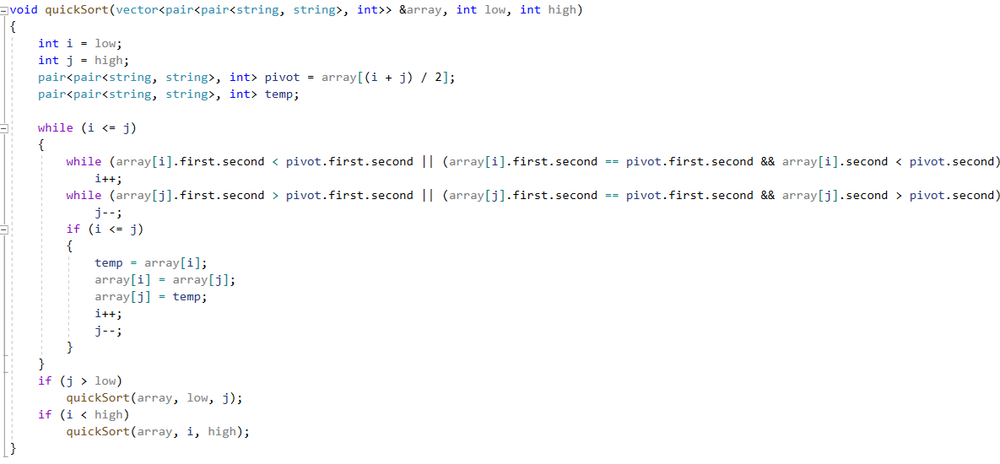 void quickSort(vector<pair<pair<string, string>, int>> &array, int low, int high)
{
    int i = low;
    int j = high;
    pair<pair<string, string>, int> pivot = array[(i + j) / 2];
    pair<pair<string, string>, int> temp;

    while (i <= j)
    {
        while (array[i].first.second < pivot.first.second || (array[i].first.second == pivot.first.second && array[i].second < pivot.second)
            i++;
        while (array[j].first.second > pivot.first.second || (array[j].first.second == pivot.first.second && array[j].second > pivot.second)
            j--;
        if (i <= j)
        {
            temp = array[i];
            array[i] = array[j];
            array[j] = temp;
            i++;
            j--;
        }
    }
    if (j > low)
        quickSort(array, low, j);
    if (i < high)
        quickSort(array, i, high);
}